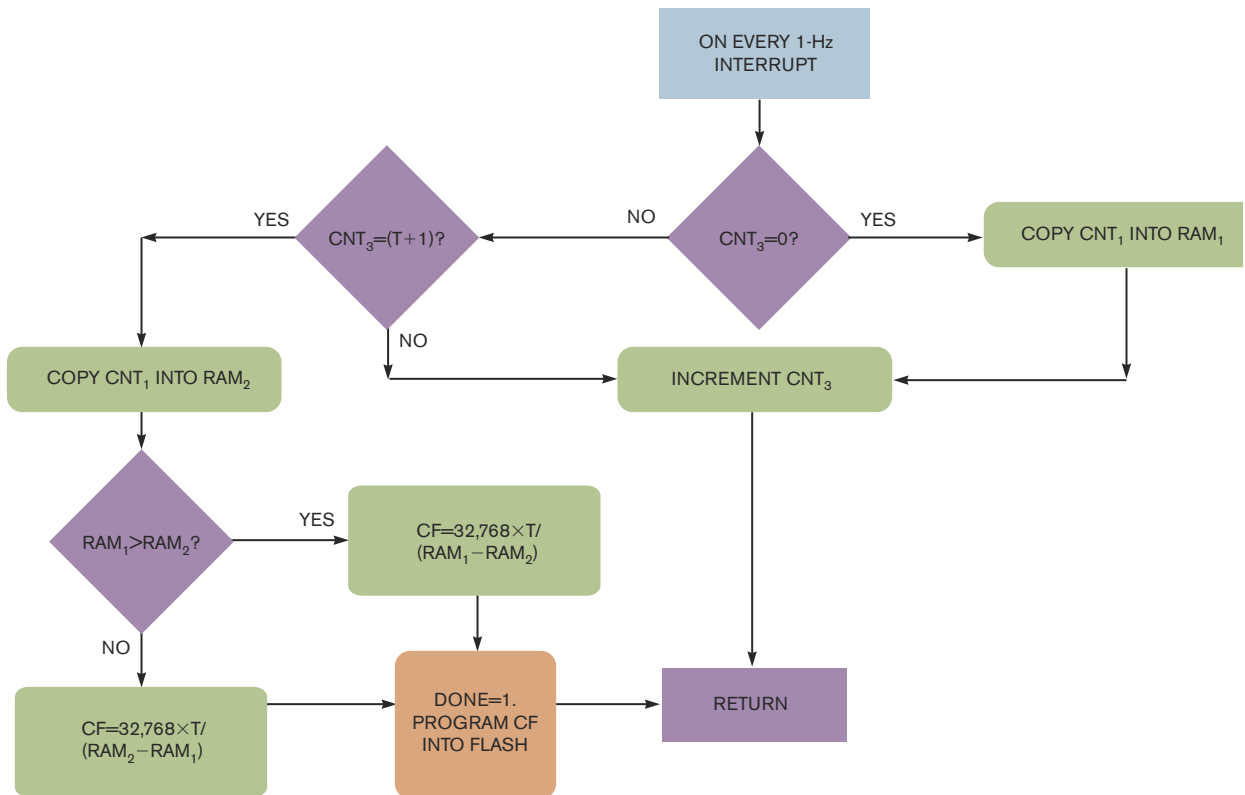 ON EVERY 1-Hz
INTERRUPT
YES
CNT₃=(T+1)?
NO
CNT₃=0?
YES
COPY CNT₁ INTO RAM₁
NO
COPY CNT₁ INTO RAM₂
INCREMENT CNT₃
RAM₁>RAM₂?
YES
CF=32,768×T/
(RAM₁−RAM₂)
NO
CF=32,768×T/
(RAM₂−RAM₁)
DONE=1.
PROGRAM CF
INTO FLASH
RETURN